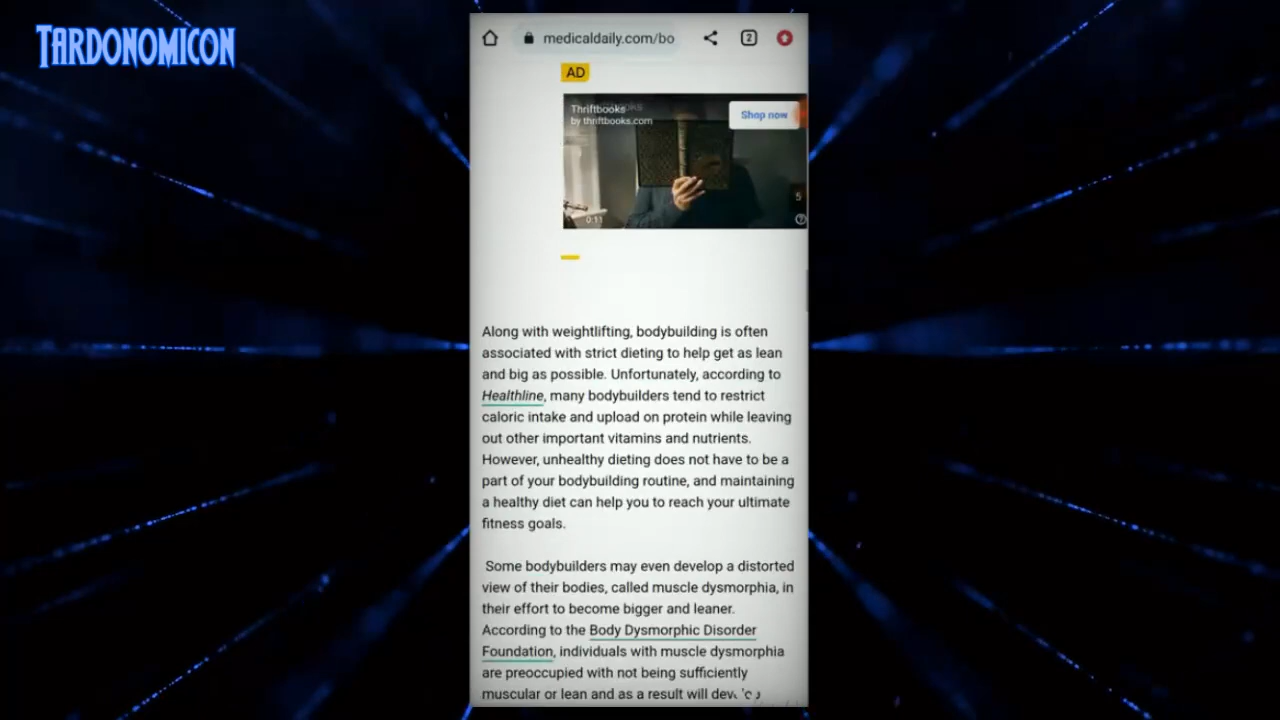 TARDONOMICON
medicaldaily.com/bo
2
AD
Thriftbooks
by thriftbooks.com
Shop now
5
0:11
Along with weightlifting, bodybuilding is often
associated with strict dieting to help get as lean
and big as possible. Unfortunately, according to
Healthline, many bodybuilders tend to restrict
caloric intake and upload on protein while leaving
out other important vitamins and nutrients.
However, unhealthy dieting does not have to be a
part of your bodybuilding routine, and maintaining
a healthy diet can help you to reach your ultimate
fitness goals.
Some bodybuilders may even develop a distorted
view of their bodies, called muscle dysmorphia, in
their effort to become bigger and leaner.
According to the Body Dysmorphic Disorder
Foundation, individuals with muscle dysmorphia
are preoccupied with not being sufficiently
muscular or lean and as a result will